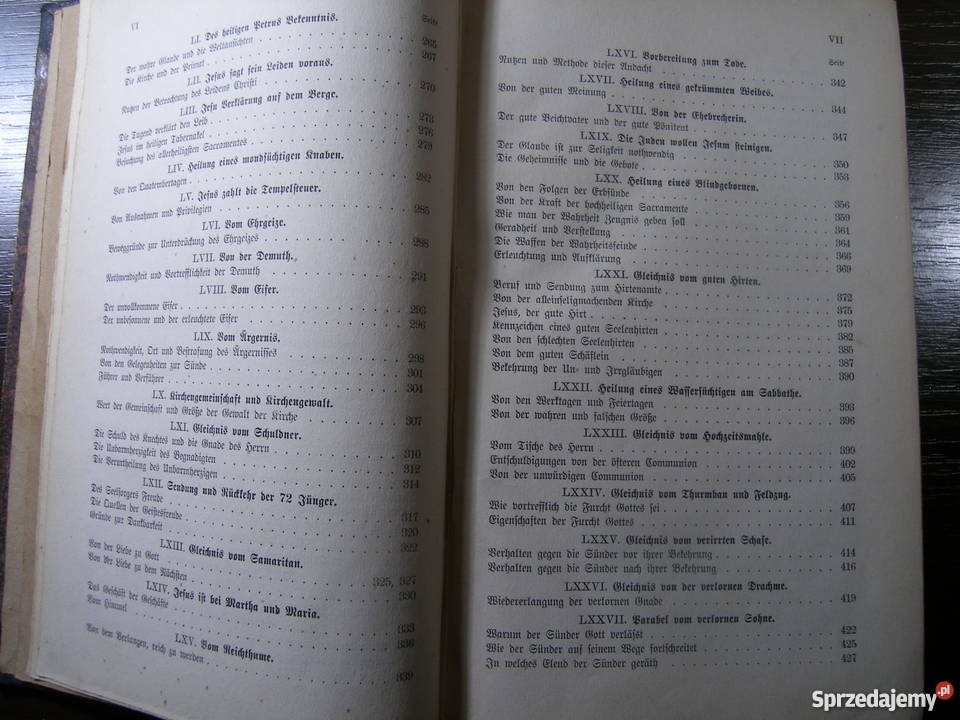 VI
Seite
LI. Des heiligen Petrus Bekenntnis.
Der wahre Glaube und die Weltansichten 265
Die Kirche und der Primat 267
LII. Jesus sagt sein Leiden voraus.
Nutzen der Betrachtung des Leidens Christi 270
LIII. Jesu Verklärung auf dem Berge.
Die Tugend verklärt den Leib 273
Jesus im heiligen Tabernakel 276
Besuchung des allerheiligsten Sacramentes 279
LIV. Heilung eines mondsüchtigen Knaben.
Von den Quatembertagen 282
LV. Jesus zahlt die Tempelsteuer.
Von Ausnahmen und Privilegien 285
LVI. Vom Ehrgeize.
Beweggründe zur Unterdrückung des Ehrgeizes 288
LVII. Von der Demuth.
Nothwendigkeit und Vortrefflichkeit der Demuth 291
LVIII. Vom Eifer.
Der unvollkommene Eifer 293
Der unbesonnene und der erleuchtete Eifer 296
LIX. Vom Ärgernis.
Nothwendigkeit, Ort und Bestrafung des Ärgernisses 298
Von den Gelegenheiten zur Sünde 301
Führer und Verführer 304
LX. Kirchengemeinschaft und Kirchengewalt.
Wert der Gemeinschaft und Größe der Gewalt der Kirche 307
LXI. Gleichnis vom Schuldner.
Die Schuld des Knechtes und die Gnade des Herrn 310
Die Unbarmherzigkeit des Begnadigten 312
Die Verurtheilung des Unbarmherzigen 314
LXII. Sendung und Rückkehr der 72 Jünger.
Des Seelsorgers Freude 317
Die Quellen der Geistesfreude 320
Gründe zur Dankbarkeit 322
LXIII. Gleichnis vom Samaritan.
Von der Liebe zu Gott 325, 327
Von der Liebe zu dem Nächsten 330
LXIV. Jesus ist bei Martha und Maria.
Das Geschäft der Geschäfte 333
Vom Himmel 336
LXV. Vom Reichthume.
Von dem Verlangen, reich zu werden 339
VII
Seite
LXVI. Vorbereitung zum Tode.
Nutzen und Methode dieser Andacht 342
LXVII. Heilung eines gekrümmten Weibes.
Von der guten Meinung 344
LXVIII. Von der Ehebrecherin.
Der gute Beichtvater und der gute Pönitent 347
LXIX. Die Juden wollen Jesum steinigen.
Der Glaube ist zur Seligkeit nothwendig 350
Die Geheimnisse und die Gebote 353
LXX. Heilung eines Blindgebornen.
Von den Folgen der Erbsünde 356
Von der Kraft der hochheiligen Sacramente 359
Wie man der Wahrheit Zeugnis geben soll 361
Geradheit und Verstellung 364
Die Waffen der Wahrheitsfeinde 366
Erleuchtung und Aufklärung 369
LXXI. Gleichnis vom guten Hirten.
Beruf und Sendung zum Hirtenamte 372
Von der alleinseligmachenden Kirche 375
Jesus, der gute Hirt 379
Kennzeichen eines guten Seelenhirten 382
Von den schlechten Seelenhirten 385
Von dem guten Schäflein 387
Bekehrung der Un- und Irrgläubigen 390
LXXII. Heilung eines Wassersüchtigen am Sabbathe.
Von den Werktagen und Feiertagen 393
Von der wahren und falschen Größe 396
LXXIII. Gleichnis vom Hochzeitsmahle.
Vom Tische des Herrn 399
Entschuldigungen von der öfteren Communion 402
Von der unwürdigen Communion 405
LXXIV. Gleichnis vom Thurmbau und Feldzug.
Wie vortrefflich die Furcht Gottes sei 407
Eigenschaften der Furcht Gottes 411
LXXV. Gleichnis vom verirrten Schafe.
Verhalten gegen die Sünder vor ihrer Bekehrung 414
Verhalten gegen die Sünder nach ihrer Bekehrung 416
LXXVI. Gleichnis von der verlornen Drachme.
Wiedererlangung der verlornen Gnade 419
LXXVII. Parabel vom verlornen Sohne.
Warum der Sünder Gott verlässt 422
Wie der Sünder auf seinem Wege fortschreitet 425
In welches Elend der Sünder geräth 427
Sprzedajemy.pl